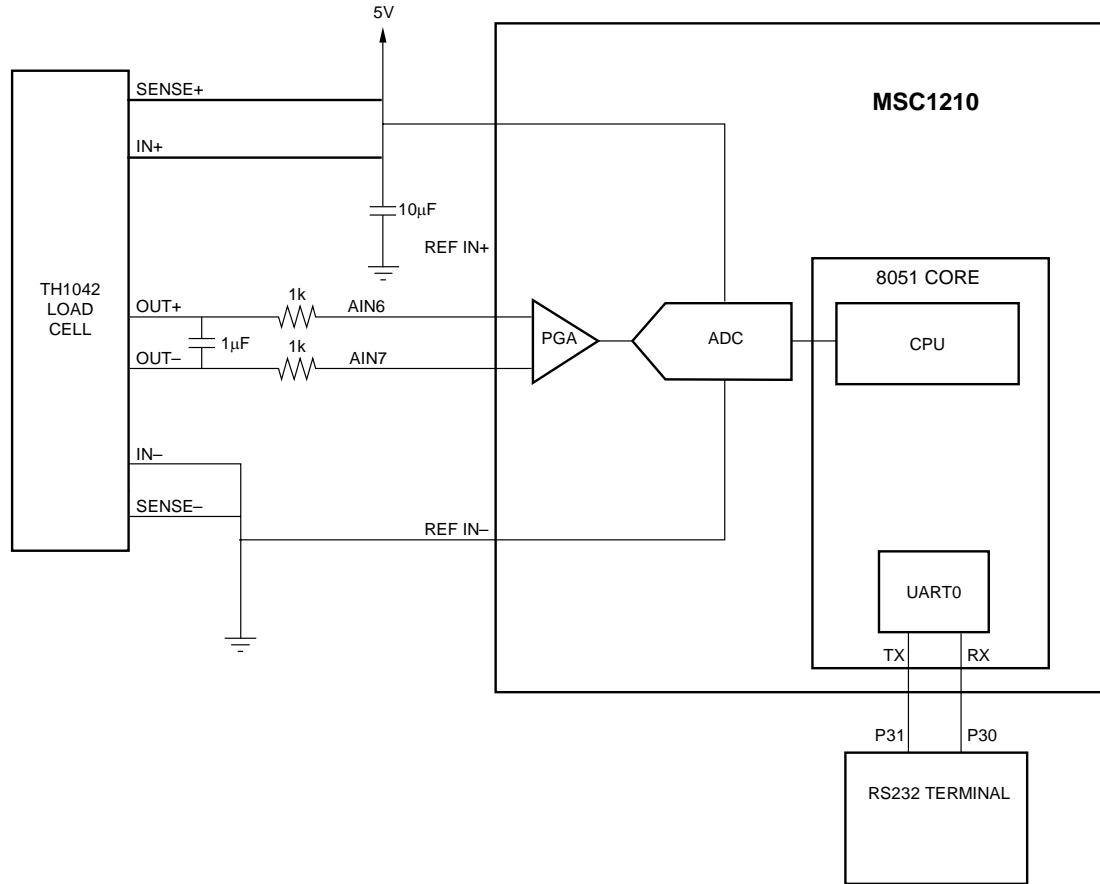 5V
MSC1210
SENSE+
IN+
10µF
REF IN+
8051 CORE
TH1042
LOAD
CELL
OUT+
1k
AIN6
1µF
PGA
ADC
CPU
OUT–
1k
AIN7
IN–
SENSE–
REF IN–
UART0
TX
RX
P31
P30
RS232 TERMINAL